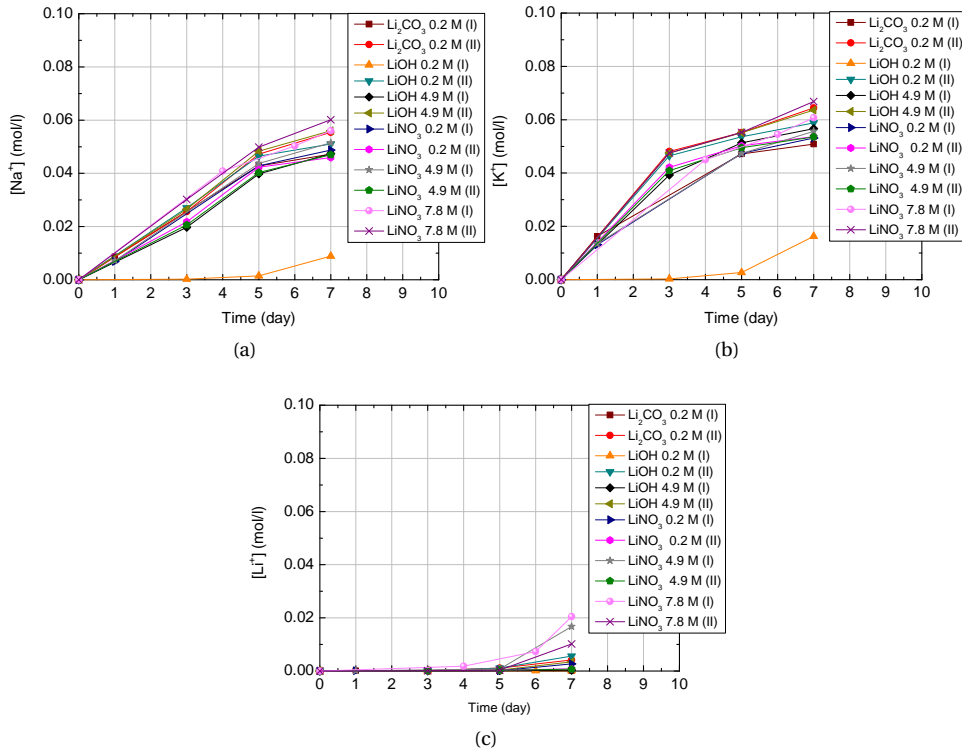 [Na⁺] (mol/l)
0.10
0.08
0.06
0.04
0.02
0.00
0 1 2 3 4 5 6 7 8 9 10
Time (day)
Li₂CO₃ 0.2 M (I)
Li₂CO₃ 0.2 M (II)
LiOH 0.2 M (I)
LiOH 0.2 M (II)
LiOH 4.9 M (I)
LiOH 4.9 M (II)
LiNO₃ 0.2 M (I)
LiNO₃ 0.2 M (II)
LiNO₃ 4.9 M (I)
LiNO₃ 4.9 M (II)
LiNO₃ 7.8 M (I)
LiNO₃ 7.8 M (II)
(a)
[K⁺] (mol/l)
0.10
0.08
0.06
0.04
0.02
0.00
0 1 2 3 4 5 6 7 8 9 10
Time (day)
Li₂CO₃ 0.2 M (I)
Li₂CO₃ 0.2 M (II)
LiOH 0.2 M (I)
LiOH 0.2 M (II)
LiOH 4.9 M (I)
LiOH 4.9 M (II)
LiNO₃ 0.2 M (I)
LiNO₃ 0.2 M (II)
LiNO₃ 4.9 M (I)
LiNO₃ 4.9 M (II)
LiNO₃ 7.8 M (I)
LiNO₃ 7.8 M (II)
(b)
[Li⁺] (mol/l)
0.10
0.08
0.06
0.04
0.02
0.00
0 1 2 3 4 5 6 7 8 9 10
Time (day)
Li₂CO₃ 0.2 M (I)
Li₂CO₃ 0.2 M (II)
LiOH 0.2 M (I)
LiOH 0.2 M (II)
LiOH 4.9 M (I)
LiOH 4.9 M (II)
LiNO₃ 0.2 M (I)
LiNO₃ 0.2 M (II)
LiNO₃ 4.9 M (I)
LiNO₃ 4.9 M (II)
LiNO₃ 7.8 M (I)
LiNO₃ 7.8 M (II)
(c)